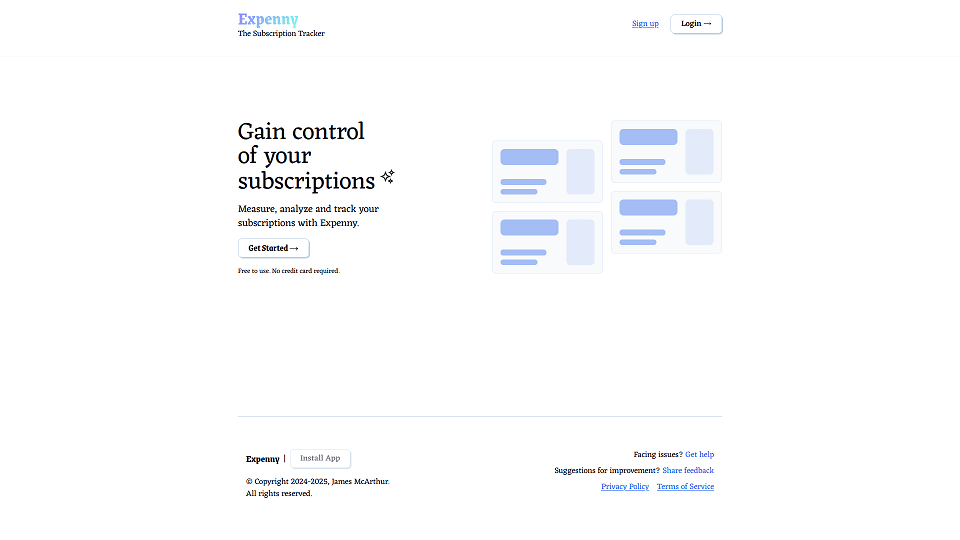 Expenny
The Subscription Tracker
Sign up
Login →
Gain control
of your
subscriptions
Measure, analyze and track your
subscriptions with Expenny.
Get Started →
Free to use. No credit card required.
Expenny | Install App
© Copyright 2024-2025, James McArthur.
All rights reserved.
Facing issues? Get help
Suggestions for improvement? Share feedback
Privacy Policy Terms of Service